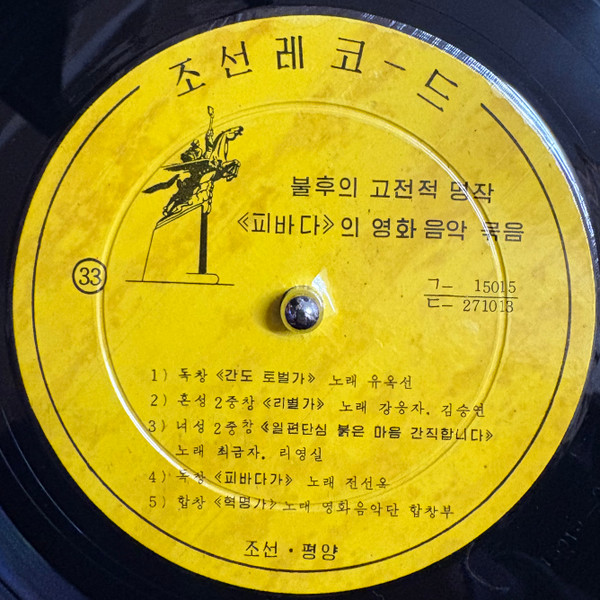 조선레코-드
불후의 고전적 명작
《피바다》의 영화 음악 묶음
33
ㄱ- 15015
ㄷ- 271013
1) 독창 《간도 토벌가》 노래 유옥선
2) 혼성 2중창 《리별가》 노래 강응자. 김승연
3) 녀성 2중창 《일편단심 붉은 마음 간직합니다》
노래 최금자. 리영실
4) 독창 《피바다가》 노래 전선옥
5) 합창 《혁명가》 노래 영화음악단 합창부
조선 · 평양